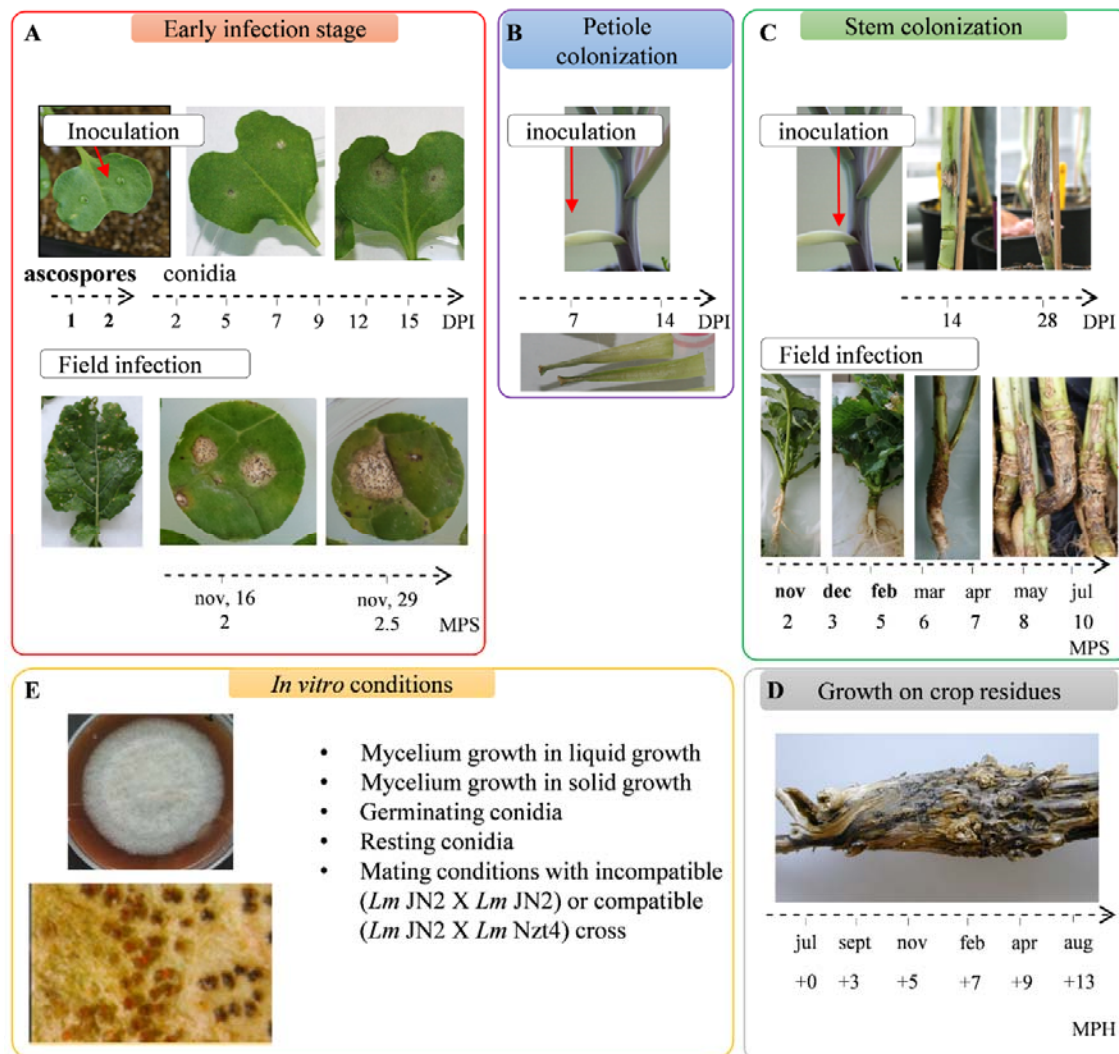 A
Early infection stage
Inoculation
ascospores conidia
1 2 2 5 7 9 12 15 DPI
Field infection
nov, 16 nov, 29
2 2.5 MPS
B
Petiole
colonization
inoculation
7 14 DPI
C
Stem colonization
inoculation
14 28 DPI
Field infection
nov dec feb mar apr may jul
2 3 5 6 7 8 10
MPS
E
In vitro conditions
• Mycelium growth in liquid growth
• Mycelium growth in solid growth
• Germinating conidia
• Resting conidia
• Mating conditions with incompatible
(Lm JN2 X Lm JN2) or compatible
(Lm JN2 X Lm Nzt4) cross
D
Growth on crop residues
jul sept nov feb apr aug
+0 +3 +5 +7 +9 +13
MPH